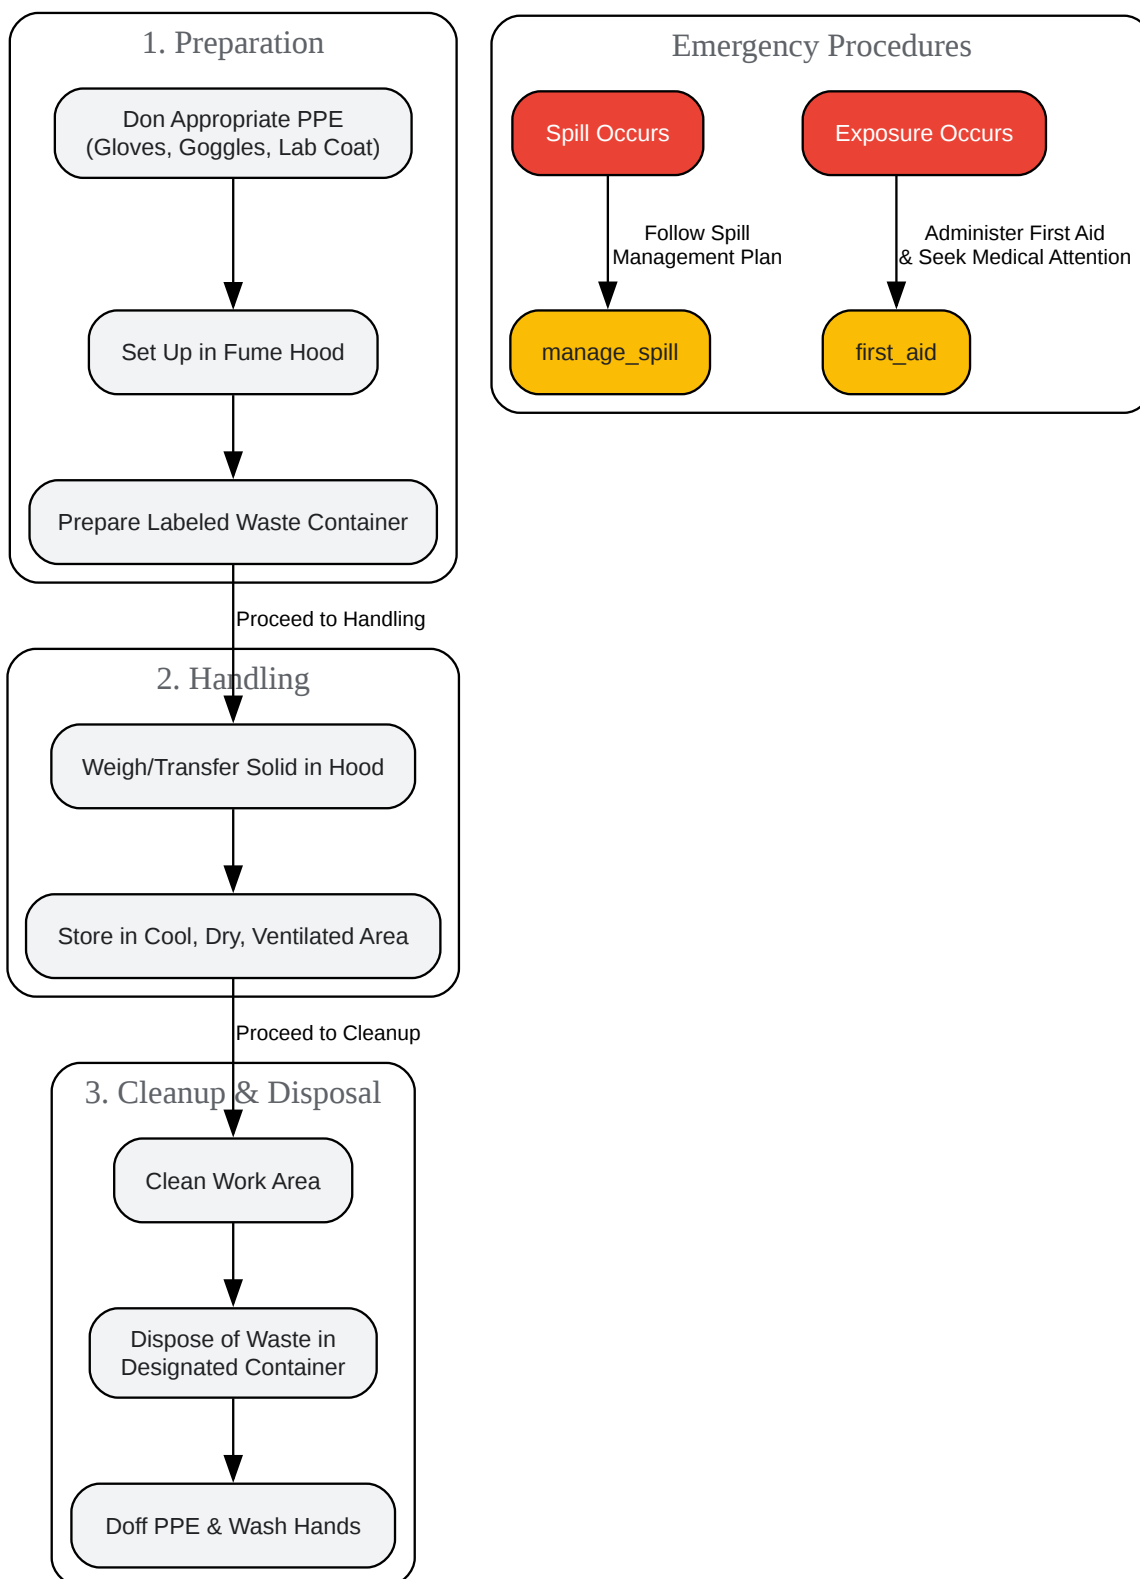 1. Preparation
Don Appropriate PPE
(Gloves, Goggles, Lab Coat)
Set Up in Fume Hood
Prepare Labeled Waste Container
Proceed to Handling
2. Handling
Weigh/Transfer Solid in Hood
Store in Cool, Dry, Ventilated Area
Proceed to Cleanup
3. Cleanup & Disposal
Clean Work Area
Dispose of Waste in
Designated Container
Doff PPE & Wash Hands
Emergency Procedures
Spill Occurs
Follow Spill
Management Plan
manage_spill
Exposure Occurs
Administer First Aid
& Seek Medical Attention
first_aid